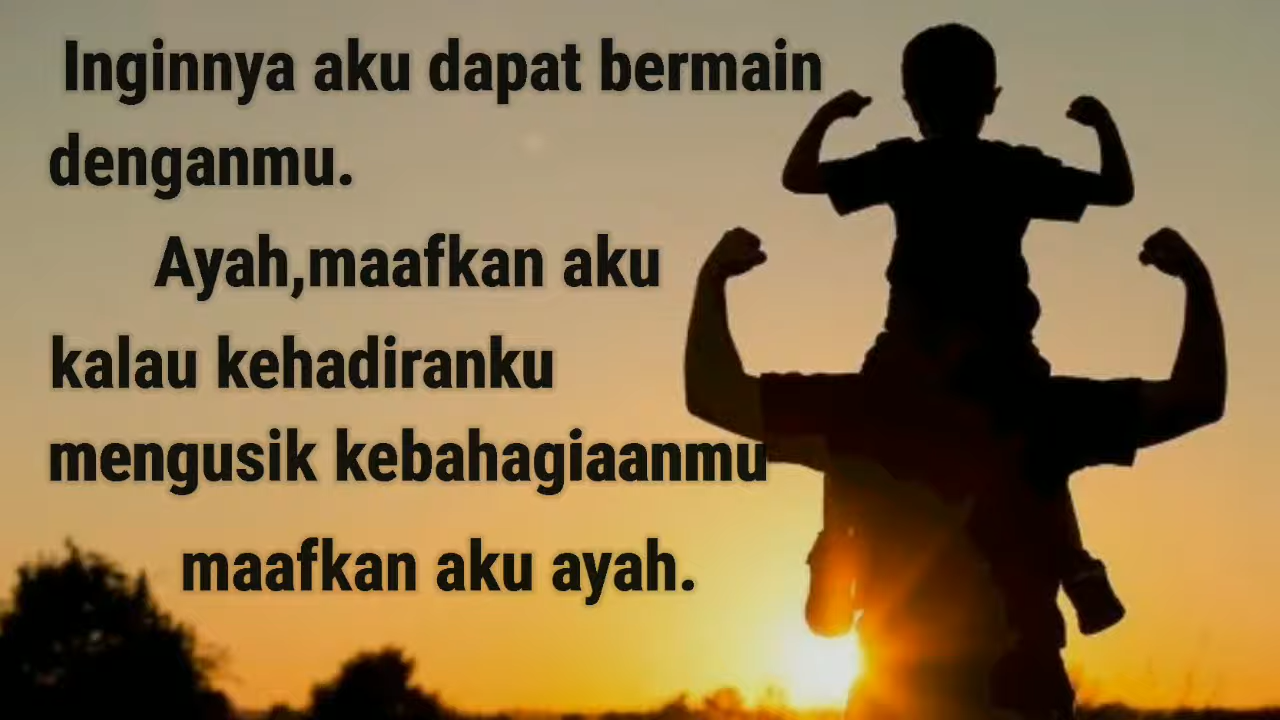 Inginnya aku dapat bermain
denganmu.
Ayah,maafkan aku
kalau kehadiranku
mengusik kebahagiaanmu
maafkan aku ayah.